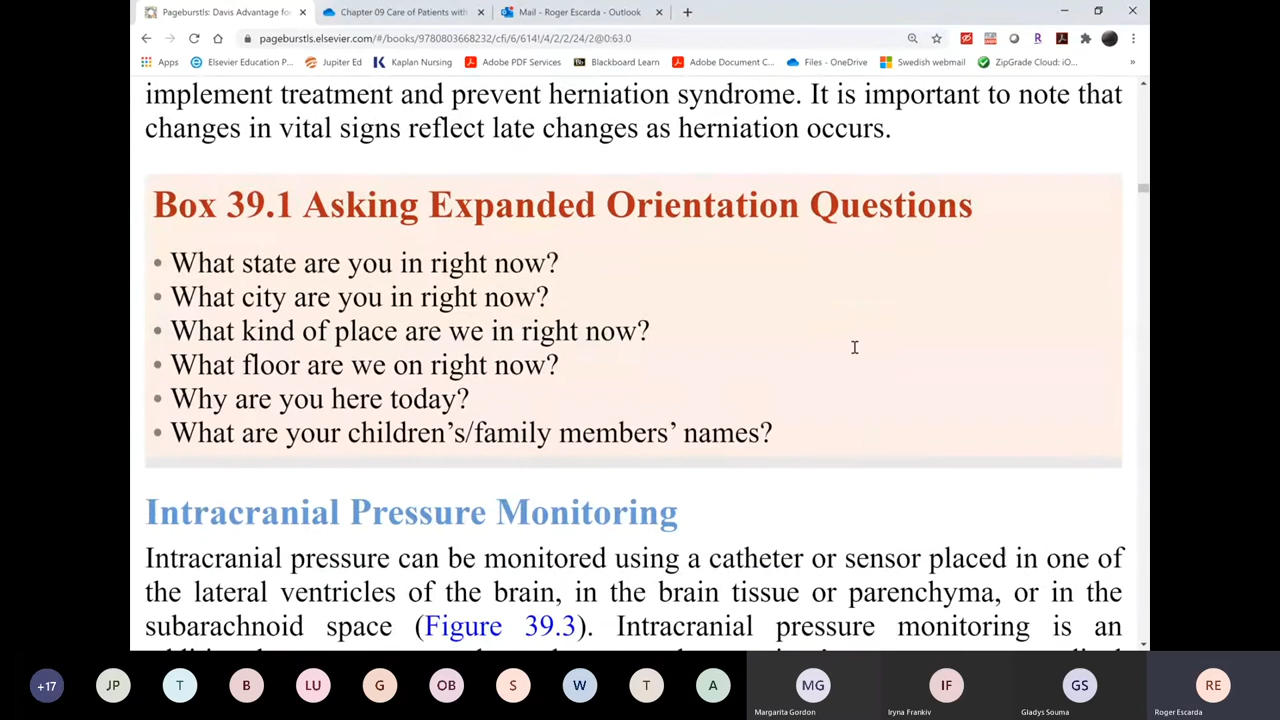 Pageburstls: Davis Advantage for
Chapter 09 Care of Patients with
Mail - Roger Escarda - Outlook
pageburstls.elsevier.com/#/books/9780803668232/cfi/6/614!/4/2/2/24/2@0:63.0
Apps
Elsevier Education P...
Jupiter Ed
Kaplan Nursing
Adobe PDF Services
Blackboard Learn
Adobe Document C...
Files - OneDrive
Swedish webmail
ZipGrade Cloud: iO...
»
implement treatment and prevent herniation syndrome. It is important to note that
changes in vital signs reflect late changes as herniation occurs.
Box 39.1 Asking Expanded Orientation Questions
• What state are you in right now?
• What city are you in right now?
• What kind of place are we in right now?
• What floor are we on right now?
• Why are you here today?
• What are your children’s/family members’ names?
Intracranial Pressure Monitoring
Intracranial pressure can be monitored using a catheter or sensor placed in one of
the lateral ventricles of the brain, in the brain tissue or parenchyma, or in the
subarachnoid space (Figure 39.3). Intracranial pressure monitoring is an
+17
JP
T
B
LU
G
OB
S
W
T
A
MG
IF
GS
RE
Margarita Gordon
Iryna Frankiv
Gladys Souma
Roger Escarda